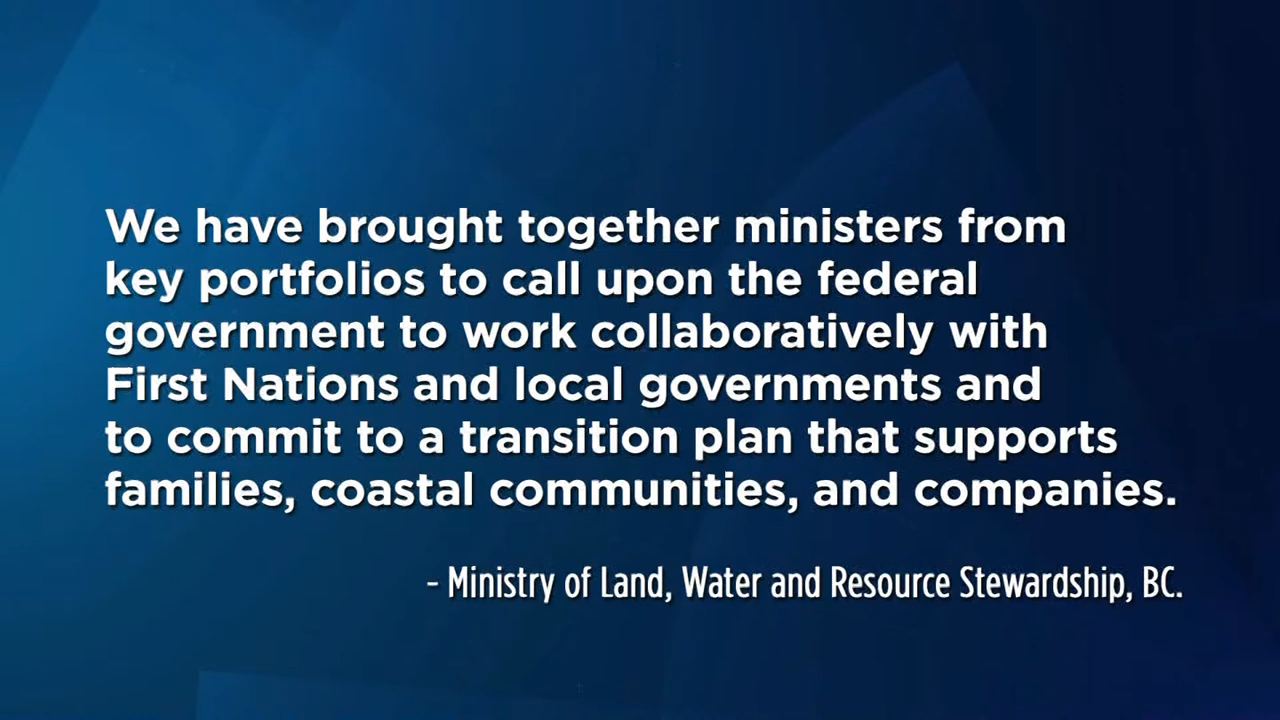 We have brought together ministers from
key portfolios to call upon the federal
government to work collaboratively with
First Nations and local governments and
to commit to a transition plan that supports
families, coastal communities, and companies.
- Ministry of Land, Water and Resource Stewardship, BC.